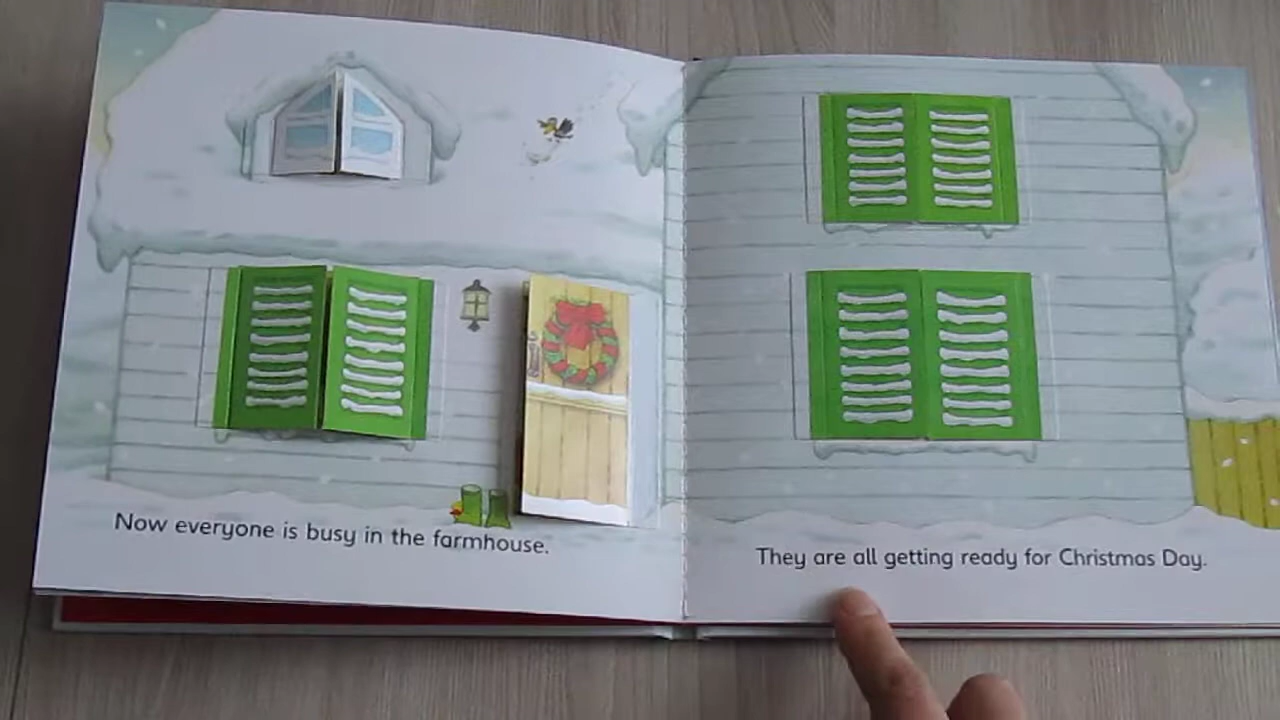 Now everyone is busy in the farmhouse.
They are all getting ready for Christmas Day.